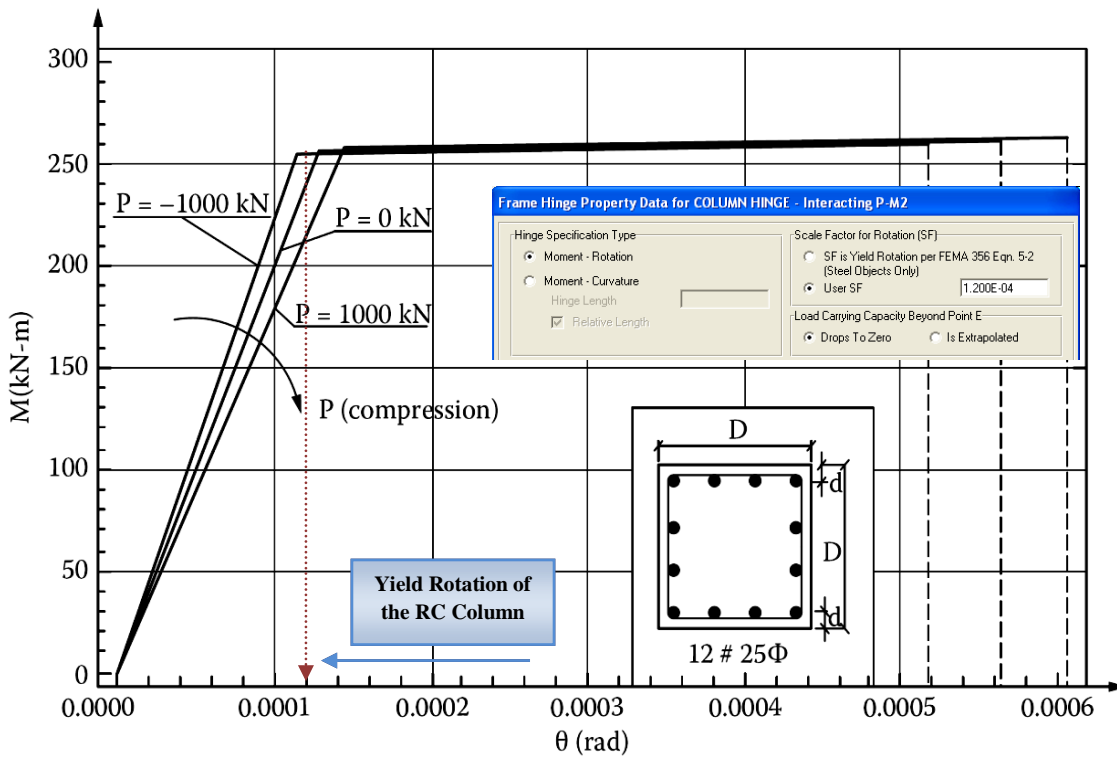 300
250
200
150
100
50
0
M(kN-m)
P = −1000 kN
P = 0 kN
P = 1000 kN
P (compression)
Frame Hinge Property Data for COLUMN HINGE - Interacting P-M2
Hinge Specification Type
Moment - Rotation
Moment - Curvature
Hinge Length
Relative Length
Scale Factor for Rotation (SF)
SF is Yield Rotation per FEMA 356 Eqn. 5-2
(Steel Objects Only)
User SF
1.200E-04
Load Carrying Capacity Beyond Point E
Drops To Zero
Is Extrapolated
D
d
D
d
12 # 25Φ
Yield Rotation of
the RC Column
0.0000
0.0001
0.0002
0.0003
0.0004
0.0005
0.0006
θ (rad)